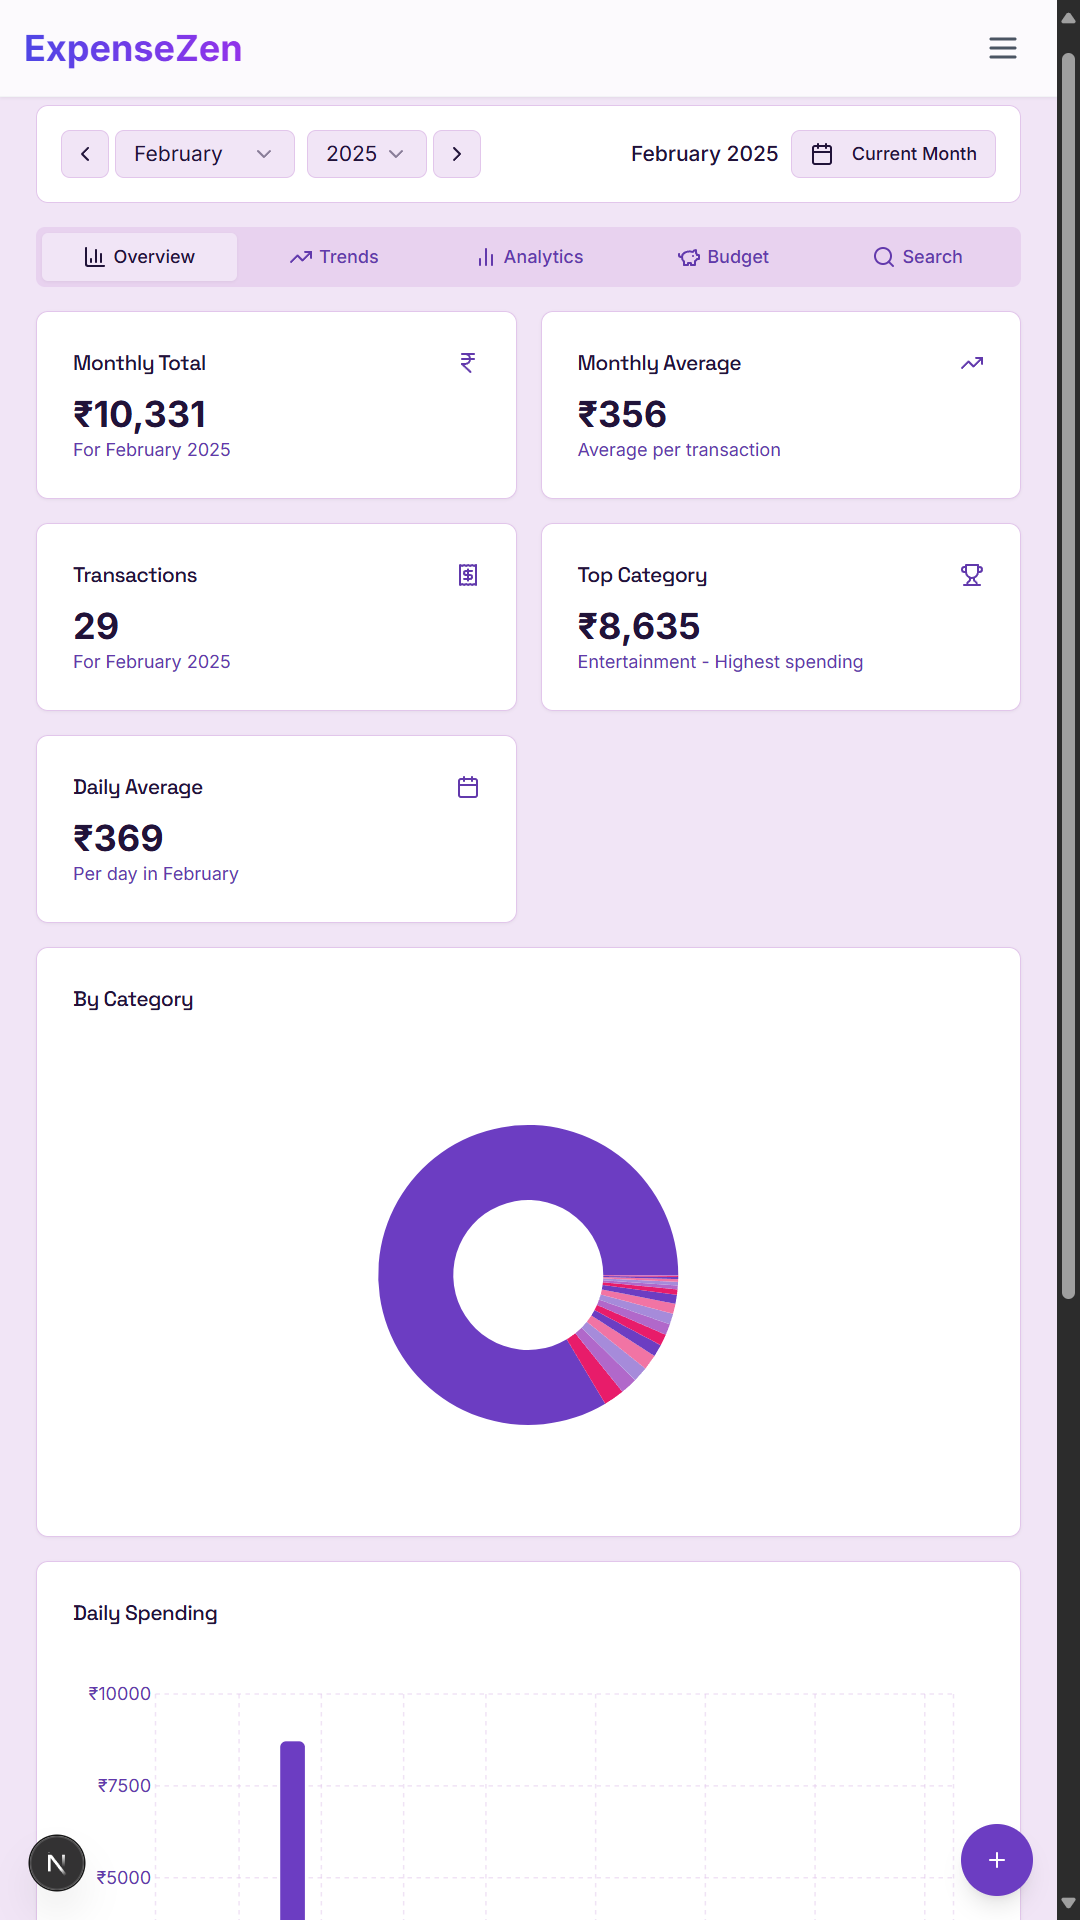 ExpenseZen
February
2025
February 2025
Current Month
Overview
Trends
Analytics
Budget
Search
Monthly Total
₹10,331
For February 2025
Monthly Average
₹356
Average per transaction
Transactions
29
For February 2025
Top Category
₹8,635
Entertainment - Highest spending
Daily Average
₹369
Per day in February
By Category
Daily Spending
₹10000
₹7500
₹5000
N